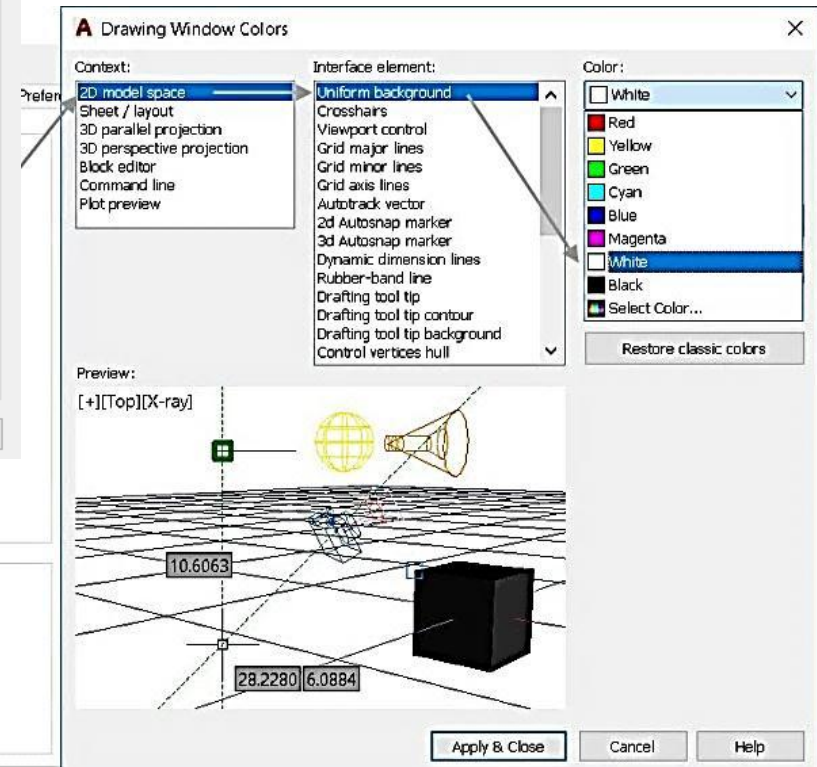 Drawing Window Colors
Context:
2D model space
Sheet / layout
3D parallel projection
3D perspective projection
Block editor
Command line
Plot preview
Interface element:
Uniform background
Crosshairs
Viewport control
Grid major lines
Grid minor lines
Grid axis lines
Autotrack vector
2d Autosnap marker
3d Autosnap marker
Dynamic dimension lines
Rubber-band line
Drafting tool tip
Drafting tool tip contour
Drafting tool tip background
Control vertices hull
Color:
White
Red
Yellow
Green
Cyan
Blue
Magenta
White
Black
Select Color...
Restore classic colors
Preview:
[+][Top][X-ray]
10.6063
28.2280 6.0884
Apply & Close
Cancel
Help